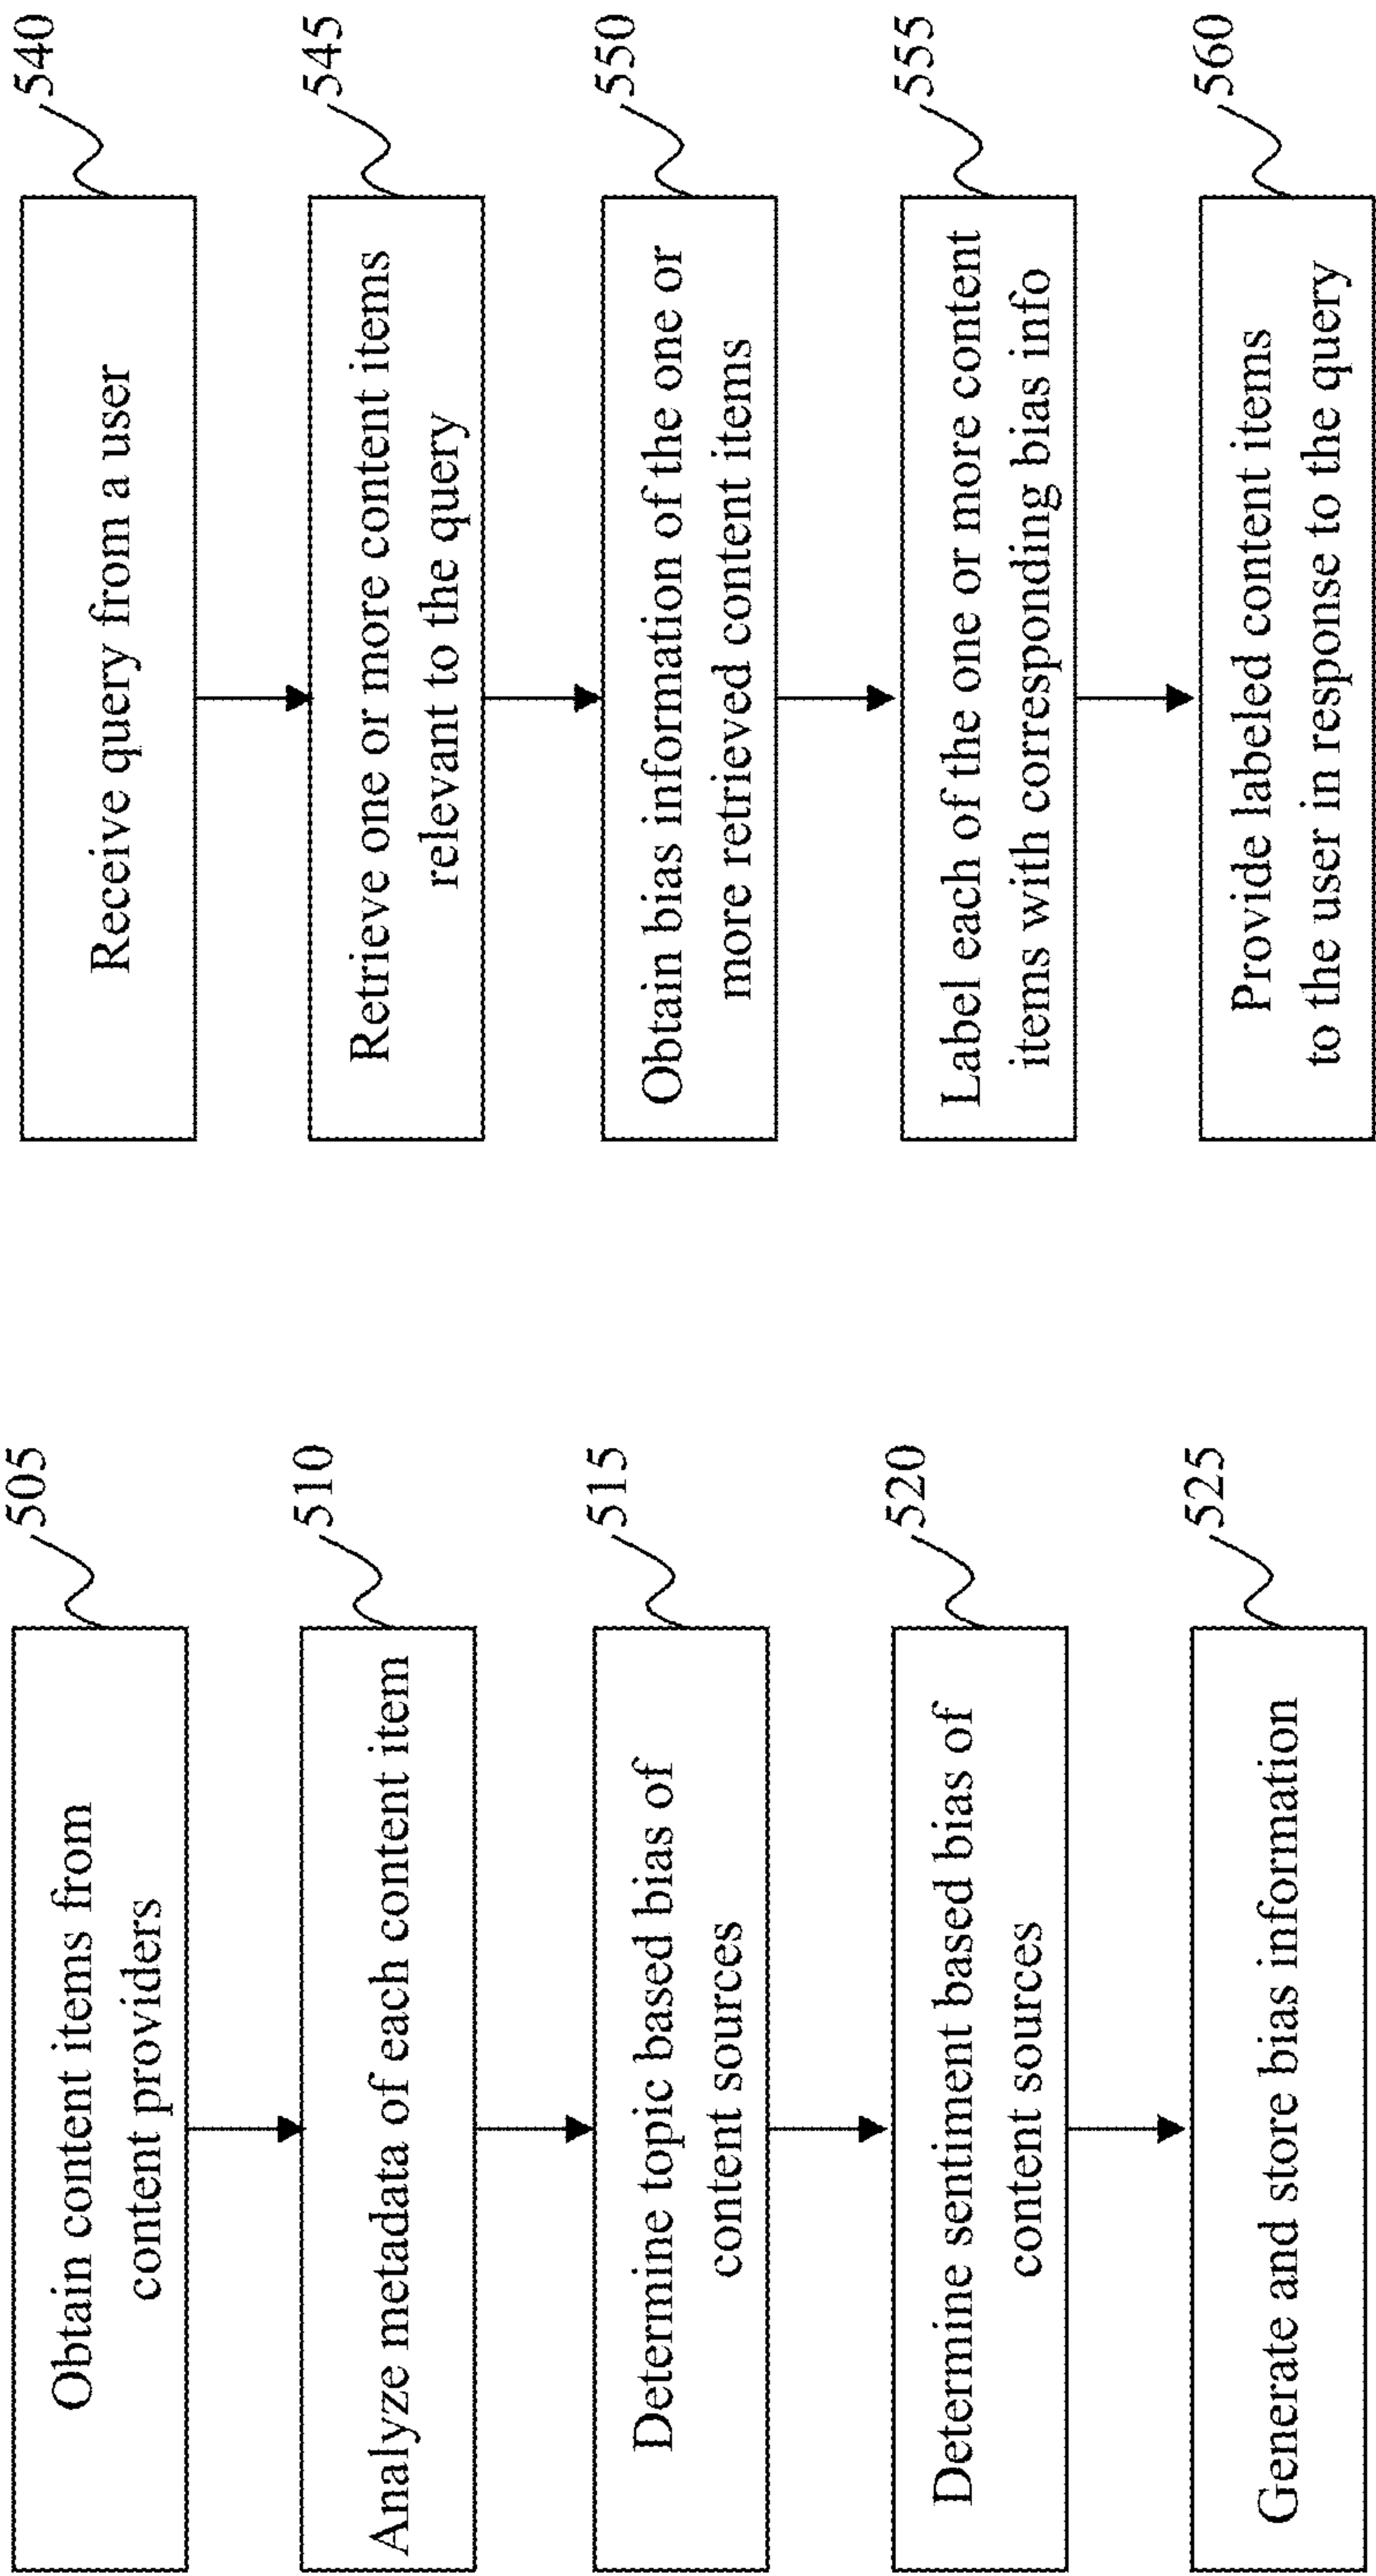 505
Obtain content items from
content providers
510
Analyze metadata of each content item
515
Determine topic based bias of
content sources
520
Determine sentiment based bias of
content sources
525
Generate and store bias information
540
Receive query from a user
545
Retrieve one or more content items
relevant to the query
550
Obtain bias information of the one or
more retrieved content items
555
Label each of the one or more content
items with corresponding bias info
560
Provide labeled content items
to the user in response to the query